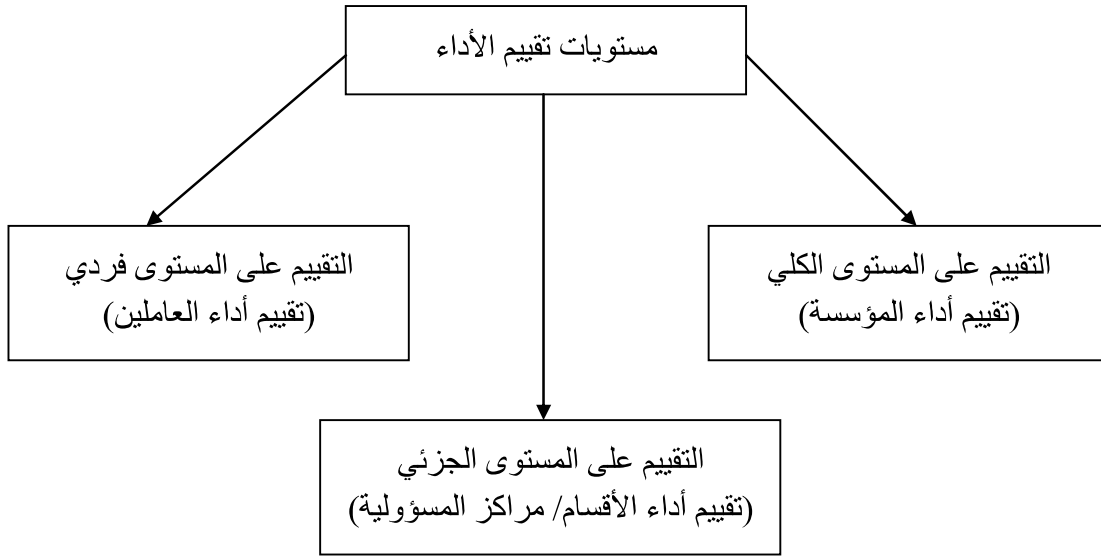 مستويات تقييم الأداء
التقييم على المستوى الكلي
(تقييم أداء المؤسسة)
التقييم على المستوى فردي
(تقييم أداء العاملين)
التقييم على المستوى الجزئي
(تقييم أداء الأقسام/ مراكز المسؤولية)